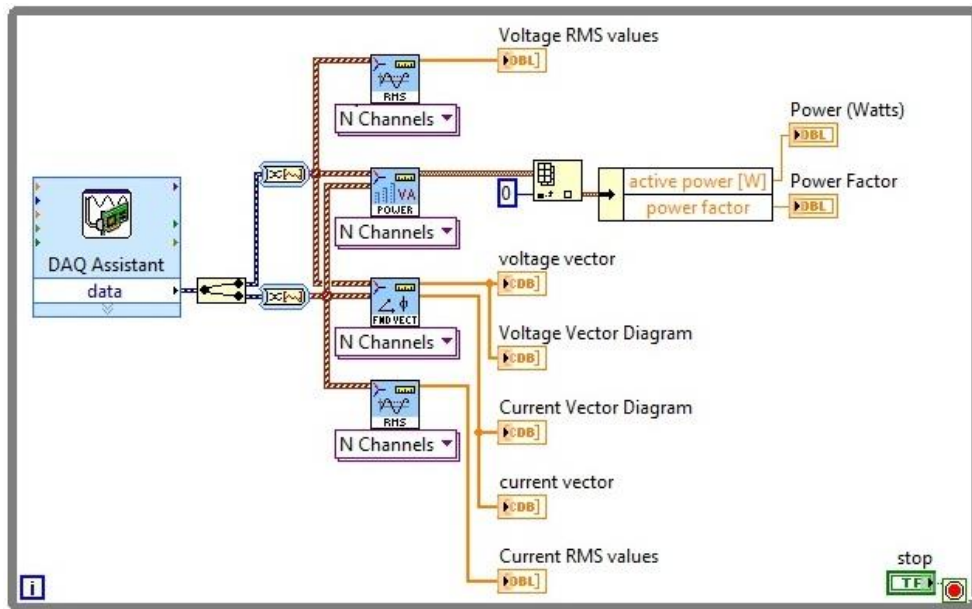 Voltage RMS values
DBL]
RMS
N Channels
Power (Watts)
DBL
active power [W]
0
VA
POWER
Power Factor
power factor
DBL
N Channels
DAQ Assistant
data
voltage vector
CDB]
FND VECT
N Channels
Voltage Vector Diagram
CDB]
RMS
Current Vector Diagram
CDB]
N Channels
current vector
CDB]
Current RMS values
DBL]
stop
TF
i